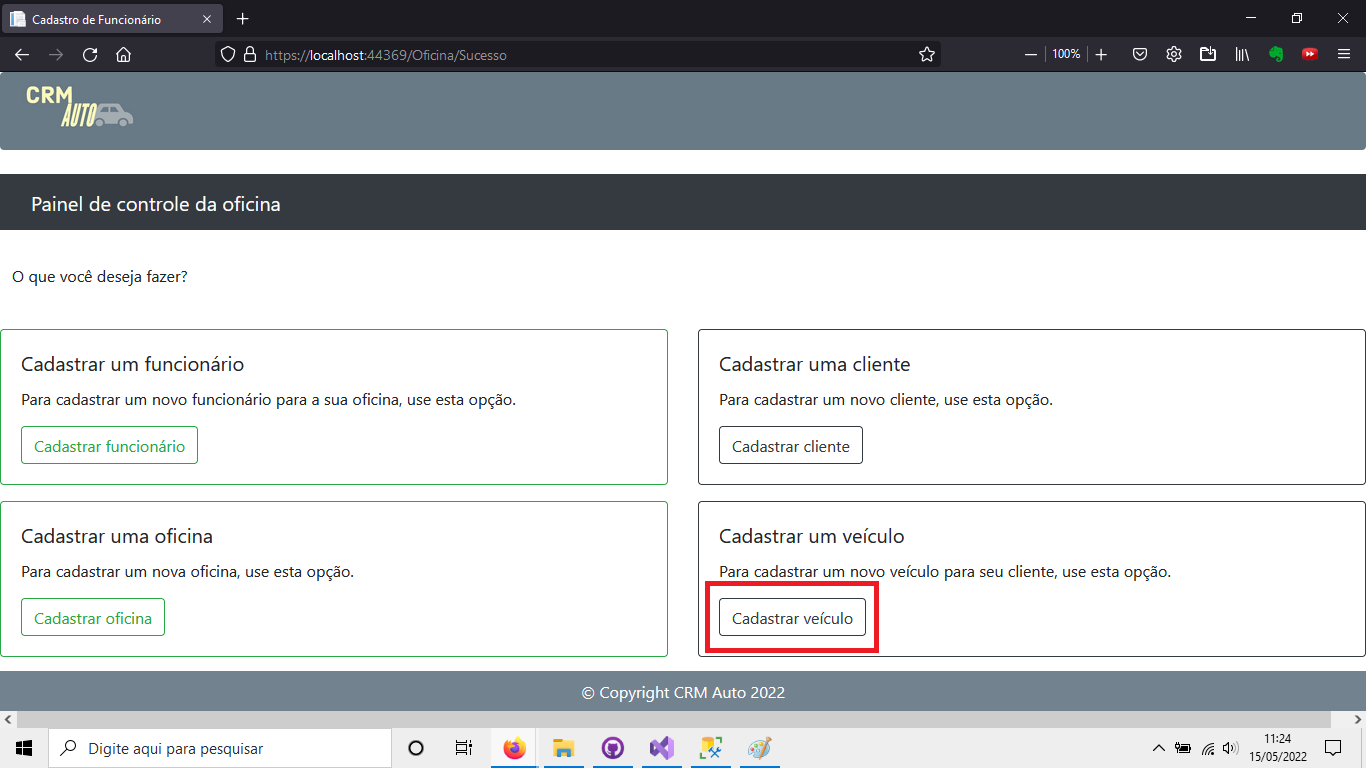 Cadastro de Funcionário
https://localhost:44369/Oficina/Sucesso
100%
CRM
AUTO
Painel de controle da oficina
O que você deseja fazer?
Cadastrar um funcionário
Para cadastrar um novo funcionário para a sua oficina, use esta opção.
Cadastrar funcionário
Cadastrar uma cliente
Para cadastrar um novo cliente, use esta opção.
Cadastrar cliente
Cadastrar uma oficina
Para cadastrar um nova oficina, use esta opção.
Cadastrar oficina
Cadastrar um veículo
Para cadastrar um novo veículo para seu cliente, use esta opção.
Cadastrar veículo
© Copyright CRM Auto 2022
Digite aqui para pesquisar
11:24
15/05/2022